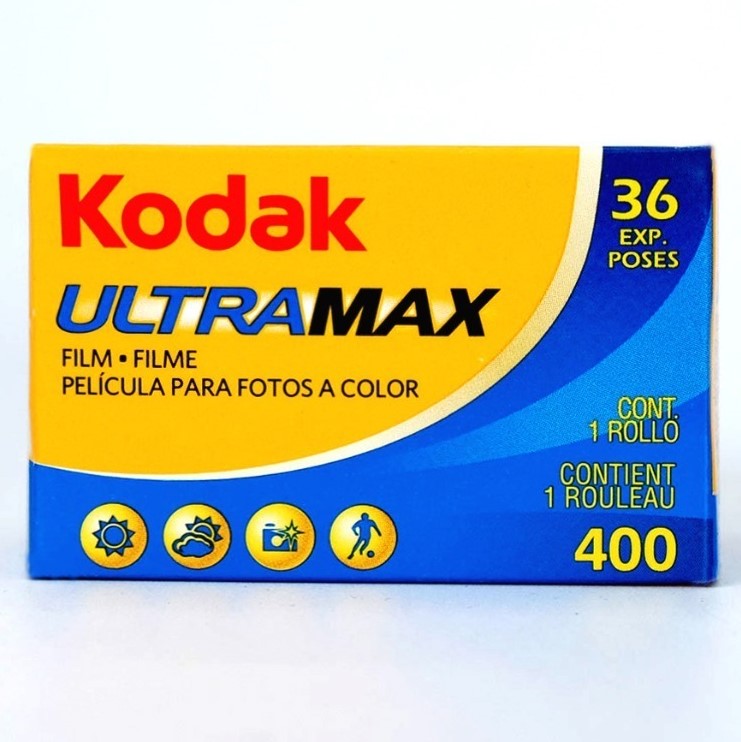 Kodak
36
EXP.
POSES
ULTRAMAX
FILM • FILME
PELÍCULA PARA FOTOS A COLOR
CONT.
1 ROLLO
CONTIENT
1 ROULEAU
400